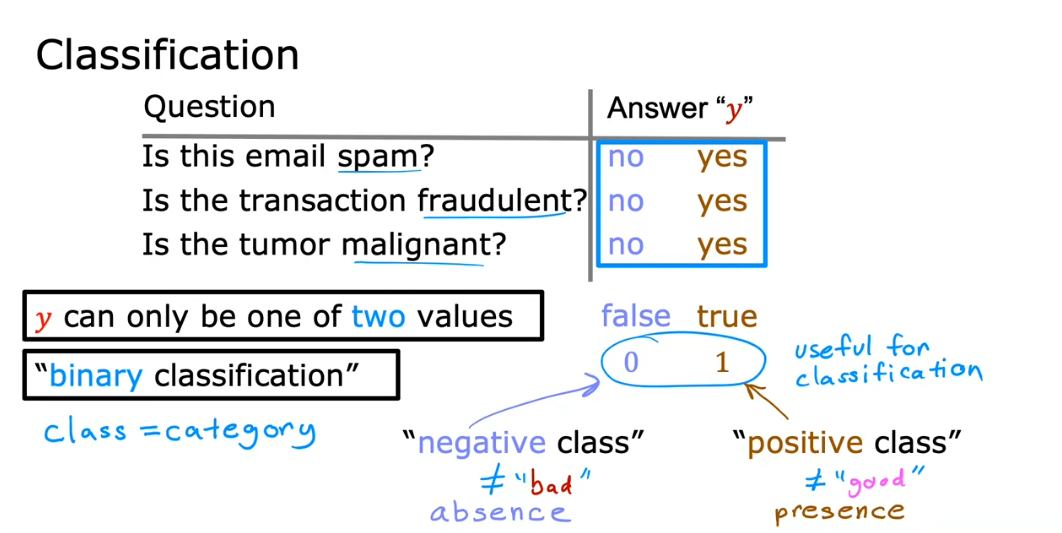 Classification
Question Answer “y”
Is this email spam? no yes
Is the transaction fraudulent? no yes
Is the tumor malignant? no yes
y can only be one of two values
false true
0 1
useful for
classification
“binary classification”
class = category
“negative class” “positive class”
≠ “bad” ≠ “good”
absence presence